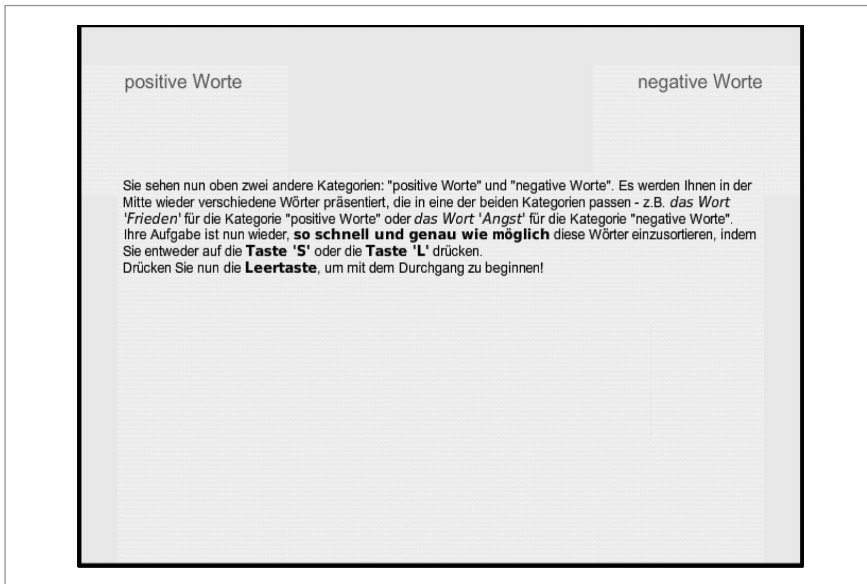 positive Worte
negative Worte
Sie sehen nun oben zwei andere Kategorien: "positive Worte" und "negative Worte". Es werden Ihnen in der
Mitte wieder verschiedene Wörter präsentiert, die in eine der beiden Kategorien passen - z.B. das Wort
'Frieden' für die Kategorie "positive Worte" oder das Wort 'Angst' für die Kategorie "negative Worte".
Ihre Aufgabe ist nun wieder, so schnell und genau wie möglich diese Wörter einzusortieren, indem
Sie entweder auf die Taste 'S' oder die Taste 'L' drücken.
Drücken Sie nun die Leertaste, um mit dem Durchgang zu beginnen!